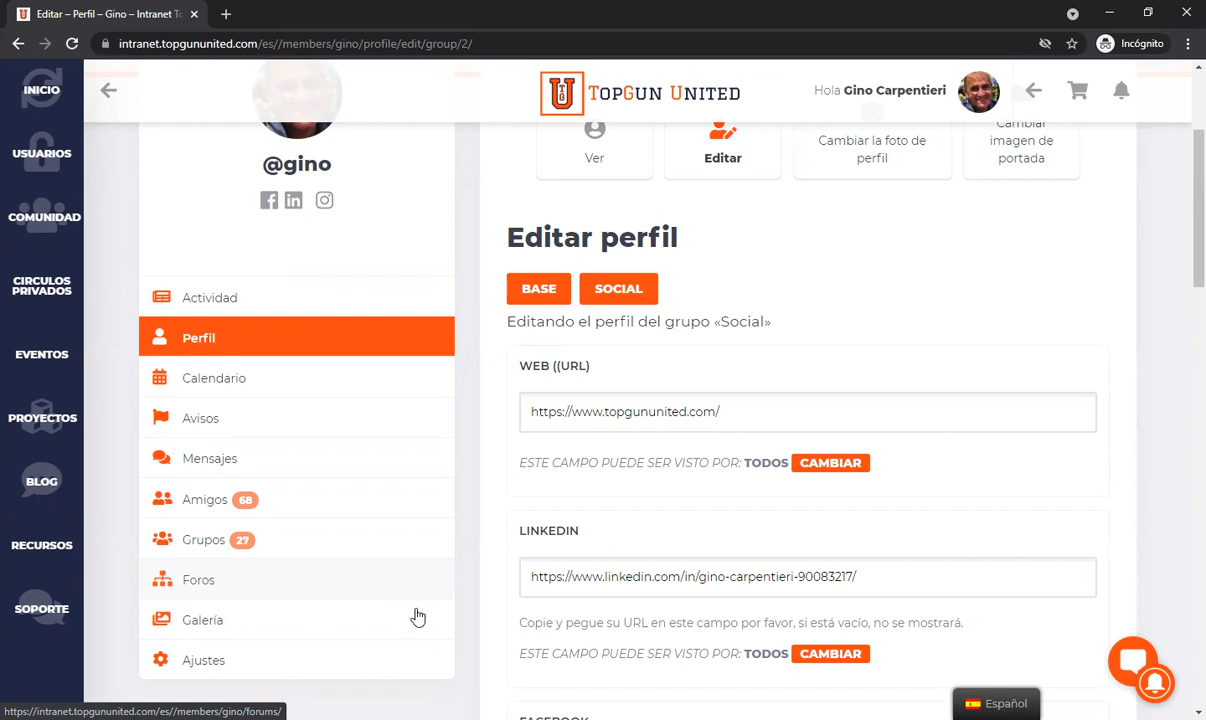 Editar – Perfil – Gino – Intranet To
intranet.topgununited.com/es//members/gino/profile/edit/group/2/
Incógnito
INICIO
USUARIOS
COMUNIDAD
CIRCULOS
PRIVADOS
EVENTOS
PROYECTOS
BLOG
RECURSOS
SOPORTE
TOPGUN UNITED
Hola Gino Carpentieri
@gino
Actividad
Perfil
Calendario
Avisos
Mensajes
Amigos 68
Grupos 27
Foros
Galería
Ajustes
Ver
Editar
Cambiar la foto de
perfil
Cambiar
imagen de
portada
Editar perfil
BASE
SOCIAL
Editando el perfil del grupo «Social»
WEB ((URL)
https://www.topgununited.com/
ESTE CAMPO PUEDE SER VISTO POR: TODOS CAMBIAR
LINKEDIN
https://www.linkedin.com/in/gino-carpentieri-90083217/
Copie y pegue su URL en este campo por favor, si está vacío, no se mostrará.
ESTE CAMPO PUEDE SER VISTO POR: TODOS CAMBIAR
FACEBOOK
Español
https://intranet.topgununited.com/es//members/gino/forums/